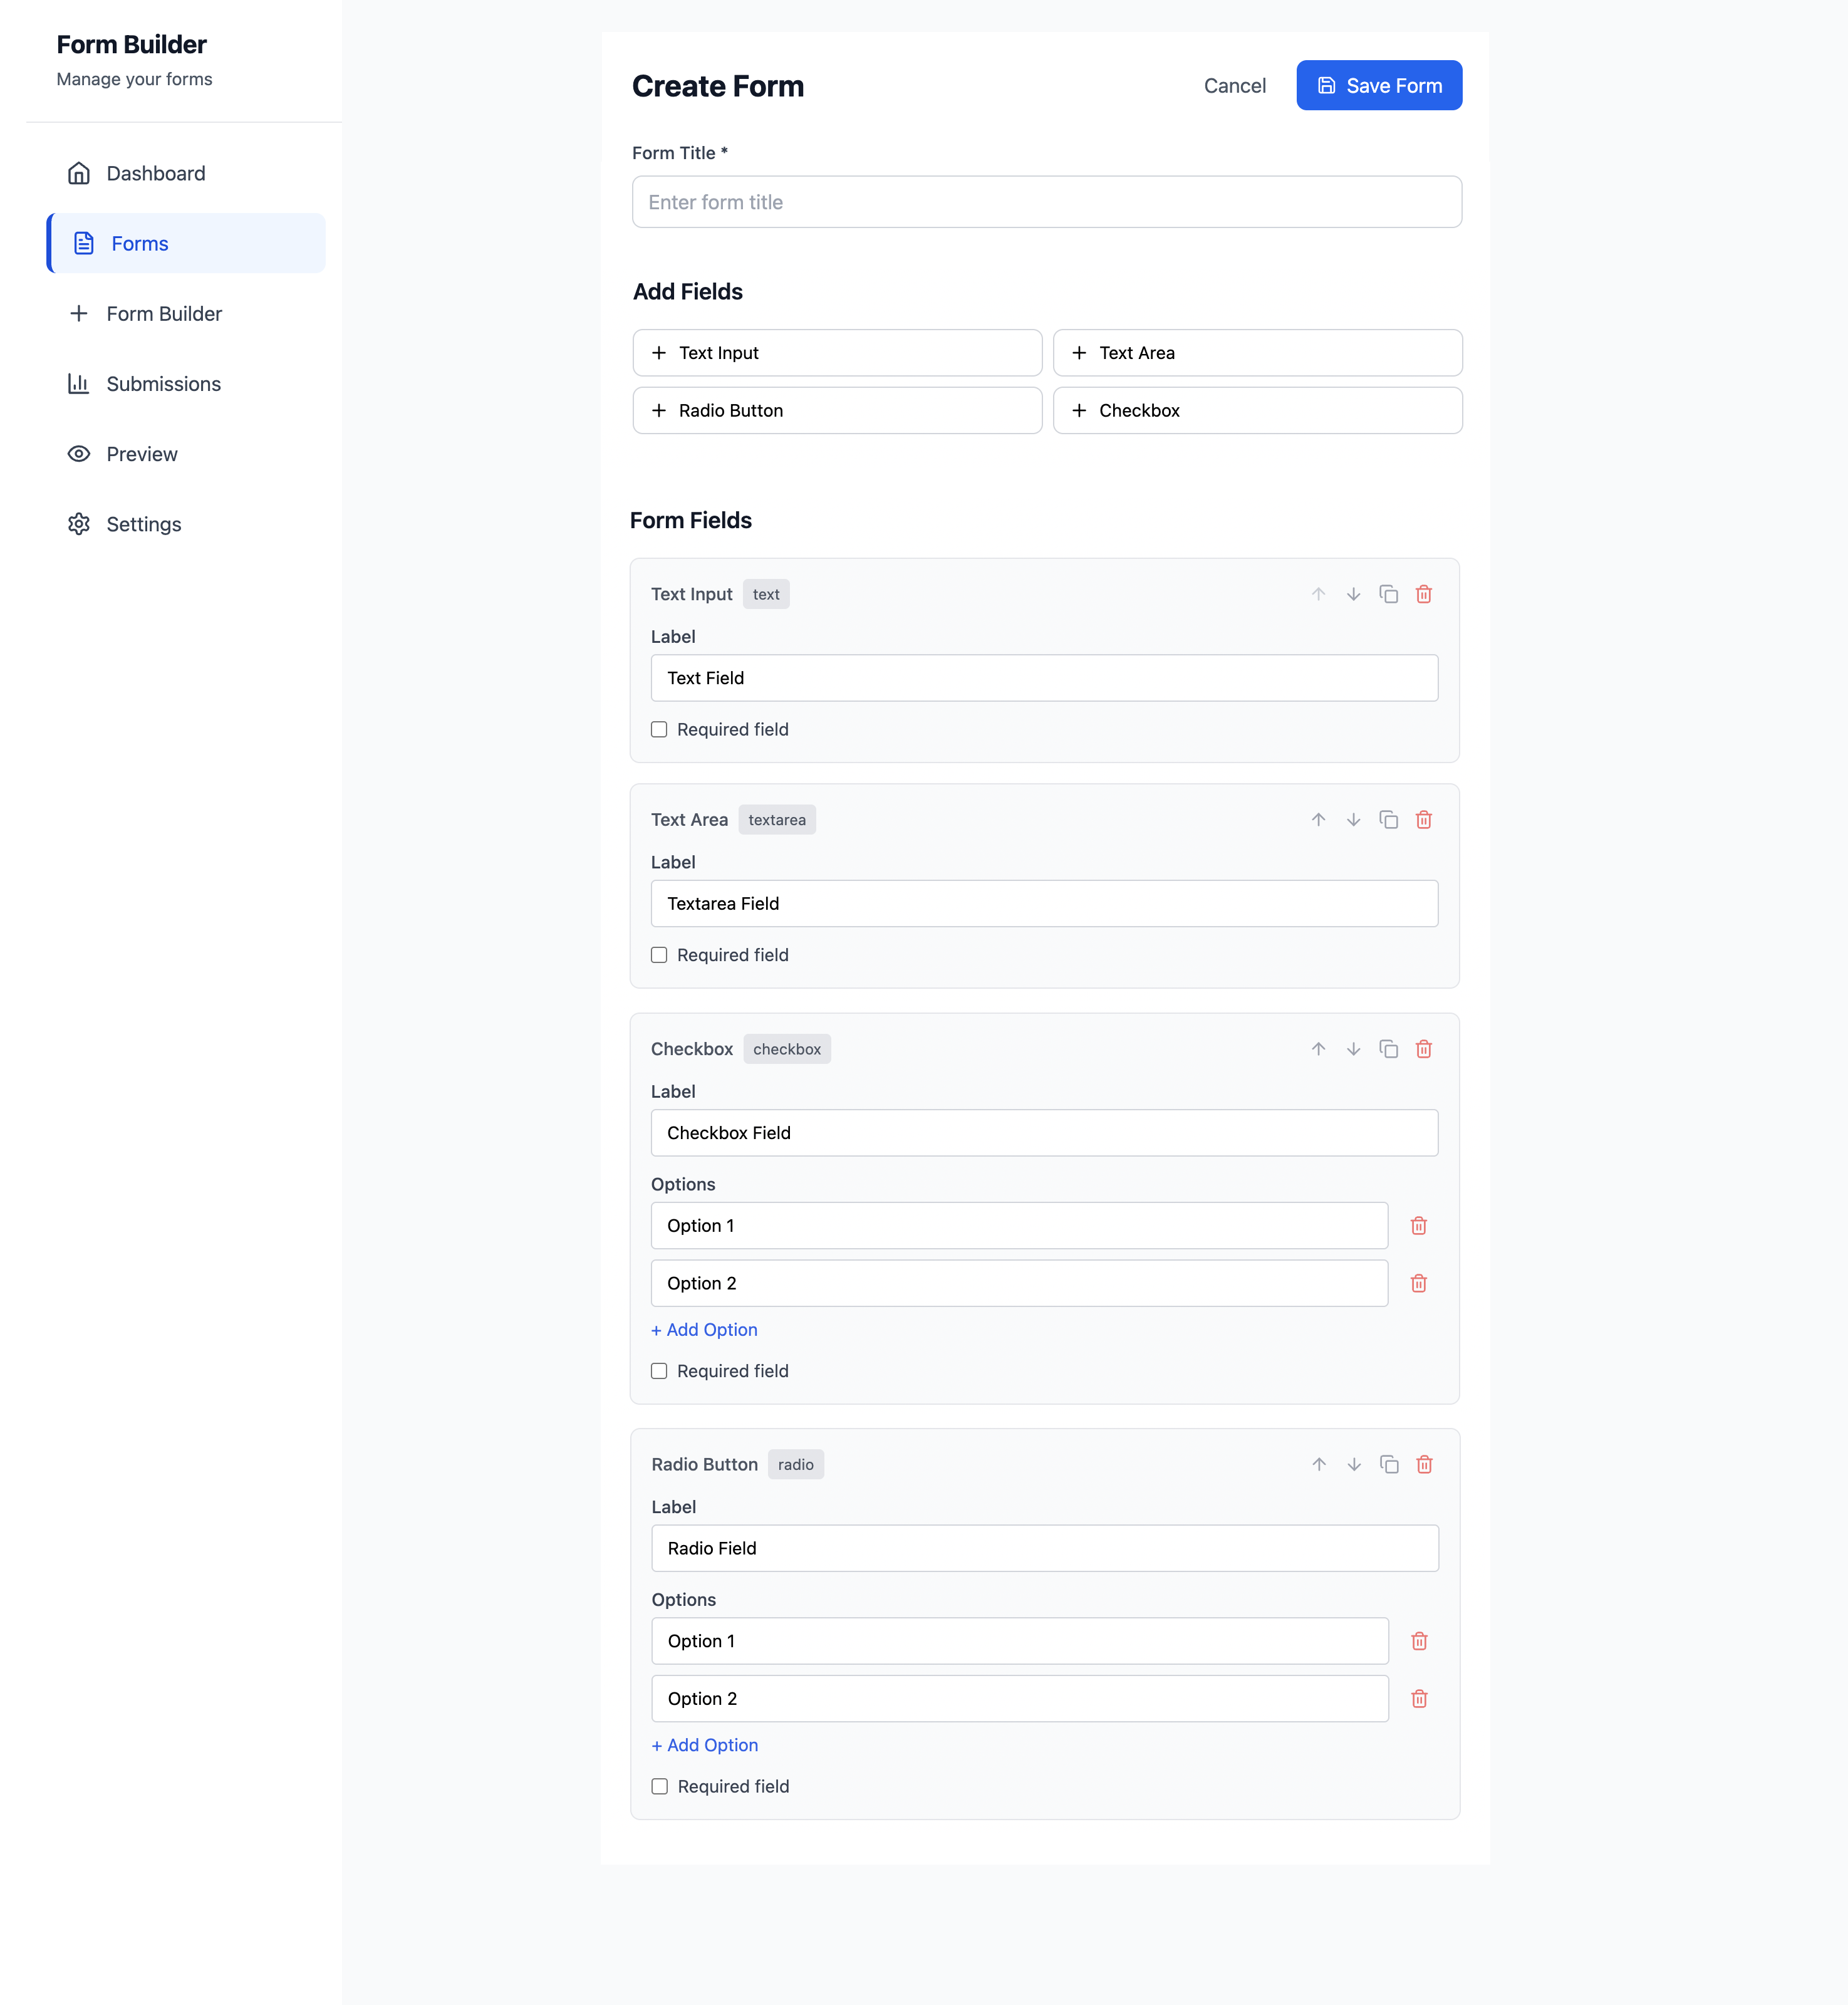 Form Builder
Manage your forms
Dashboard
Forms
Form Builder
Submissions
Preview
Settings
Create Form
Cancel
Save Form
Form Title *
Enter form title
Add Fields
Text Input
Text Area
Radio Button
Checkbox
Form Fields
Text Input text
Label
Text Field
Required field
Text Area textarea
Label
Textarea Field
Required field
Checkbox checkbox
Label
Checkbox Field
Options
Option 1
Option 2
+ Add Option
Required field
Radio Button radio
Label
Radio Field
Options
Option 1
Option 2
+ Add Option
Required field